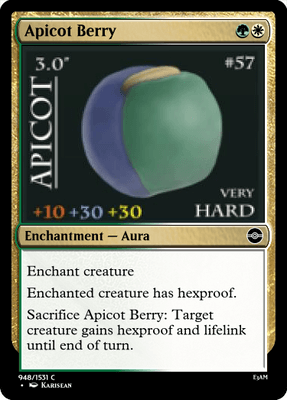 Apicot Berry
3.0"
#57
APICOT
VERY
HARD
+10 +30 +30
Enchantment — Aura
Enchant creature
Enchanted creature has hexproof.
Sacrifice Apicot Berry: Target
creature gains hexproof and lifelink
until end of turn.
948/1531 C
E3AM
• Karisean